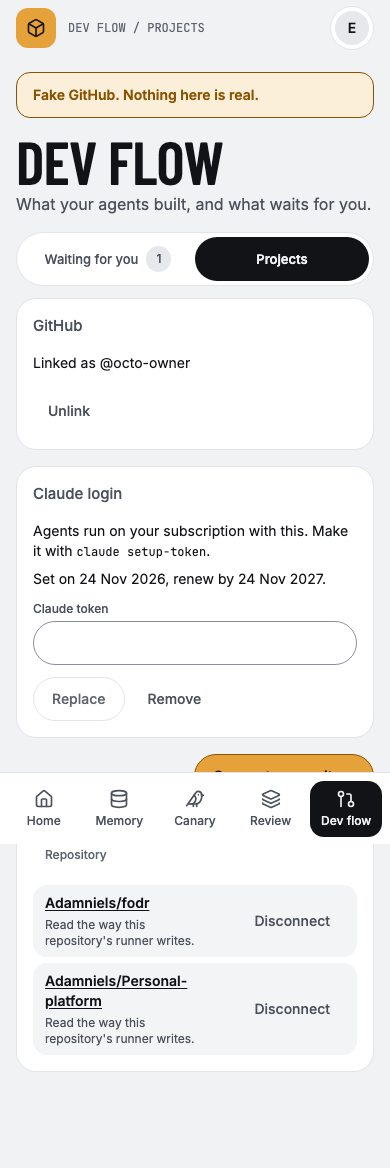 DEV FLOW / PROJECTS
E
Fake GitHub. Nothing here is real.
DEV FLOW
What your agents built, and what waits for you.
Waiting for you 1
Projects
GitHub
Linked as @octo-owner
Unlink
Claude login
Agents run on your subscription with this. Make
it with claude setup-token.
Set on 24 Nov 2026, renew by 24 Nov 2027.
Claude token
Replace
Remove
Home
Memory
Canary
Review
Dev flow
Repository
Adamniels/fodr
Read the way this
repository's runner writes.
Disconnect
Adamniels/Personal-
platform
Read the way this
repository's runner writes.
Disconnect